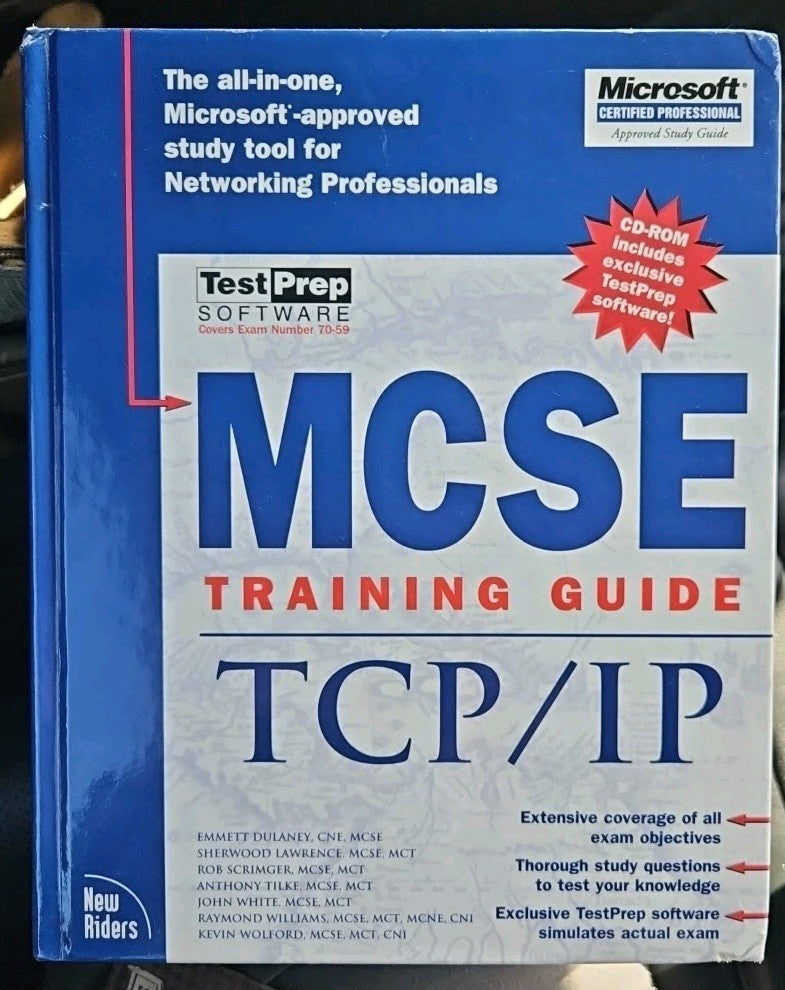 The all-in-one,
Microsoft®-approved
study tool for
Networking Professionals
Microsoft®
CERTIFIED PROFESSIONAL
Approved Study Guide
CD-ROM
includes
exclusive
TestPrep
software!
TestPrep
SOFTWARE
Covers Exam Number 70-59
MCSE
TRAINING GUIDE
TCP/IP
EMMETT DULANEY, CNE, MCSE
SHERWOOD LAWRENCE, MCSE, MCT
ROB SCRIMGER, MCSE, MCT
ANTHONY TILKE, MCSE, MCT
JOHN WHITE, MCSE, MCT
RAYMOND WILLIAMS, MCSE, MCT, MCNE, CNI
KEVIN WOLFORD, MCSE, MCT, CNI
Extensive coverage of all
exam objectives
Thorough study questions
to test your knowledge
Exclusive TestPrep software
simulates actual exam
New
Riders